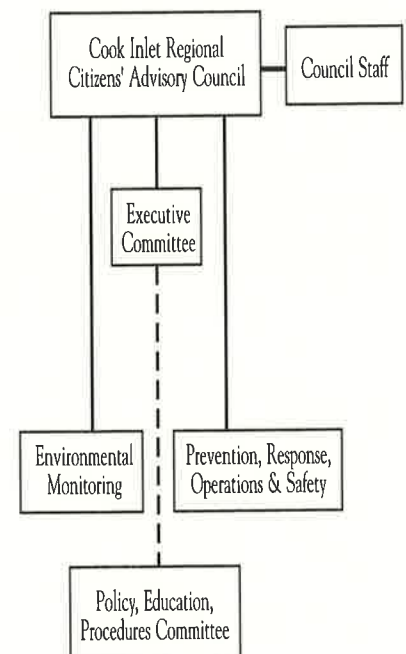 Cook Inlet Regional
Citizens' Advisory Council
Council Staff
Executive
Committee
Environmental
Monitoring
Prevention, Response,
Operations & Safety
Policy, Education,
Procedures Committee